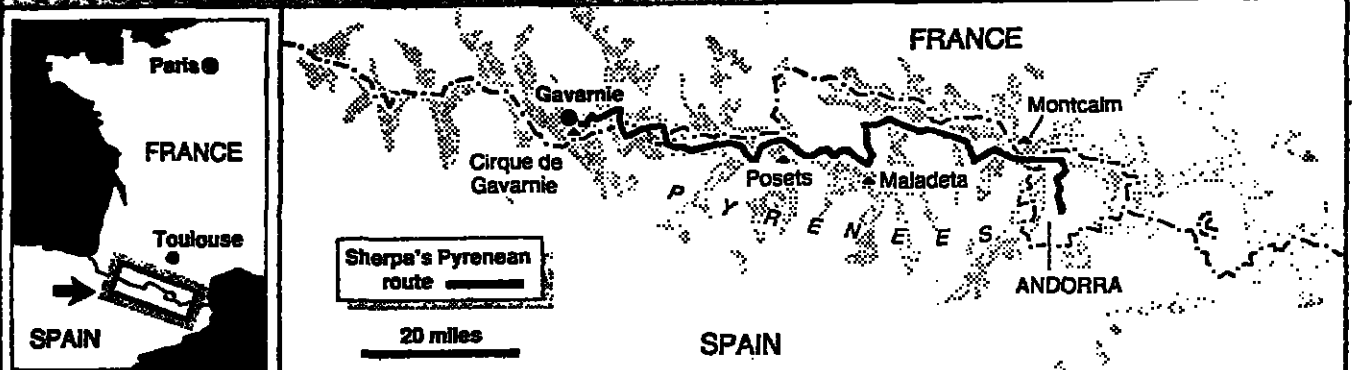 Paris
FRANCE
Toulouse
SPAIN
FRANCE
Gavarnie
Montcalm
Cirque de
Gavarnie
Posets
Maladeta
PYRENEES
Sherpa's Pyrenean
route
ANDORRA
20 miles
SPAIN